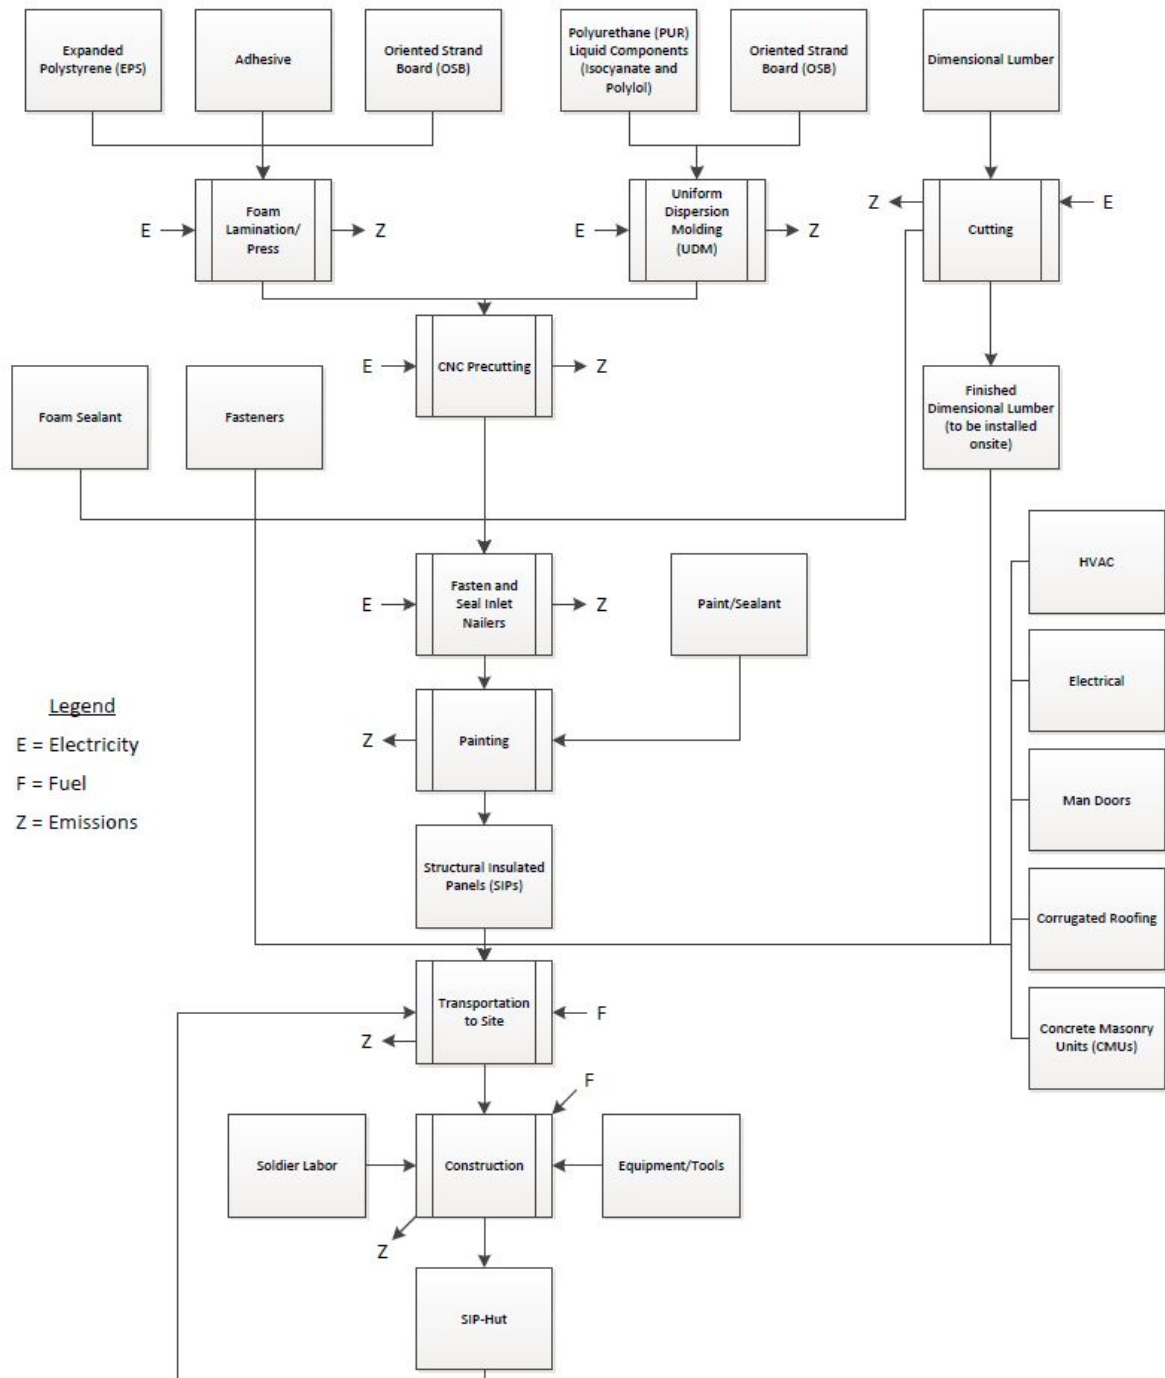 Expanded
Polystyrene (EPS)
Adhesive
Oriented Strand
Board (OSB)
Polyurethane (PUR)
Liquid Components
(Isocyanate and
Polylol)
Oriented Strand
Board (OSB)
Dimensional Lumber
E
Foam
Lamination/
Press
Z
E
Uniform
Dispersion
Molding
(UDM)
Z
Z
Cutting
E
E
CNC Precutting
Z
Foam Sealant
Fasteners
Finished
Dimensional Lumber
(to be installed
onsite)
HVAC
E
Fasten and
Seal Inlet
Nailers
Z
Paint/Sealant
Electrical
Legend
E = Electricity
F = Fuel
Z = Emissions
Z
Painting
Man Doors
Structural Insulated
Panels (SIPs)
Corrugated Roofing
Transportation
to Site
F
Z
Concrete Masonry
Units (CMUs)
F
Soldier Labor
Construction
Equipment/Tools
Z
SIP-Hut